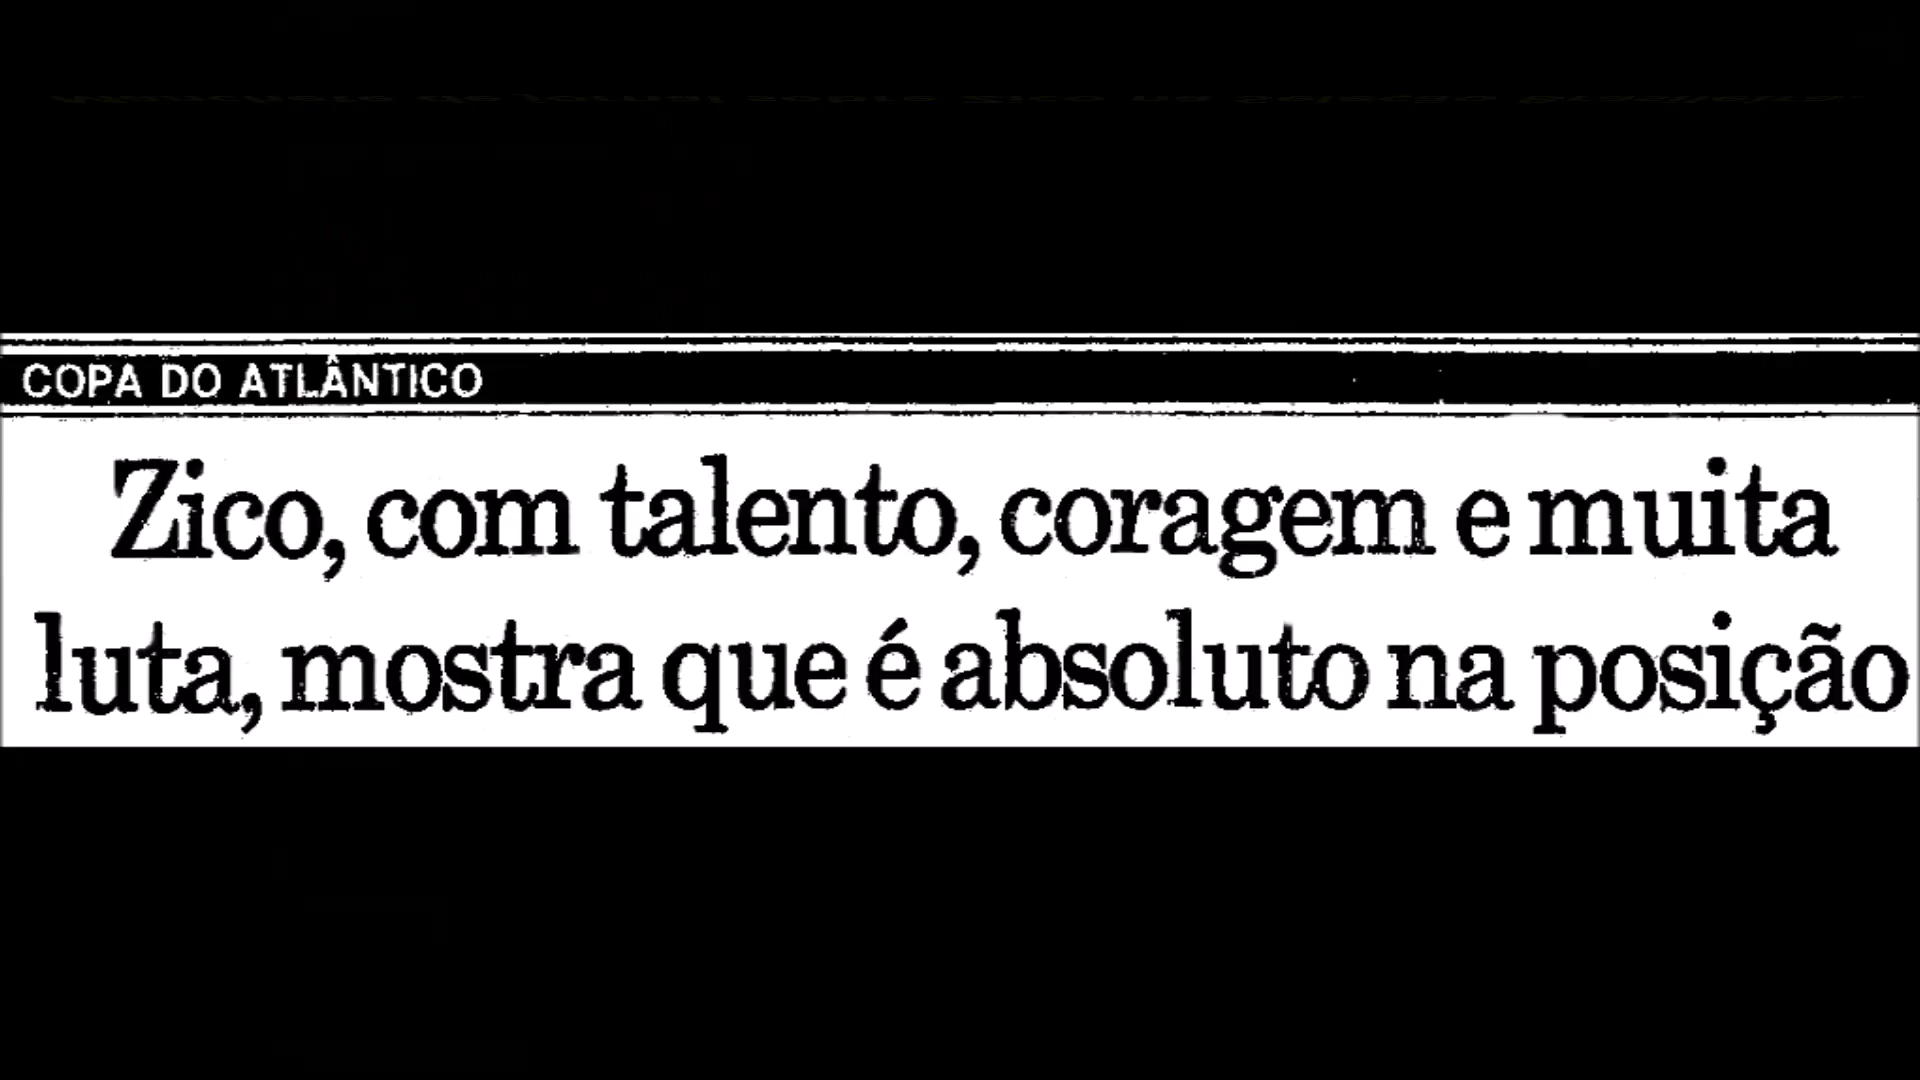 COPA DO ATLÂNTICO
Zico, com talento, coragem e muita
luta, mostra que é absoluto na posição